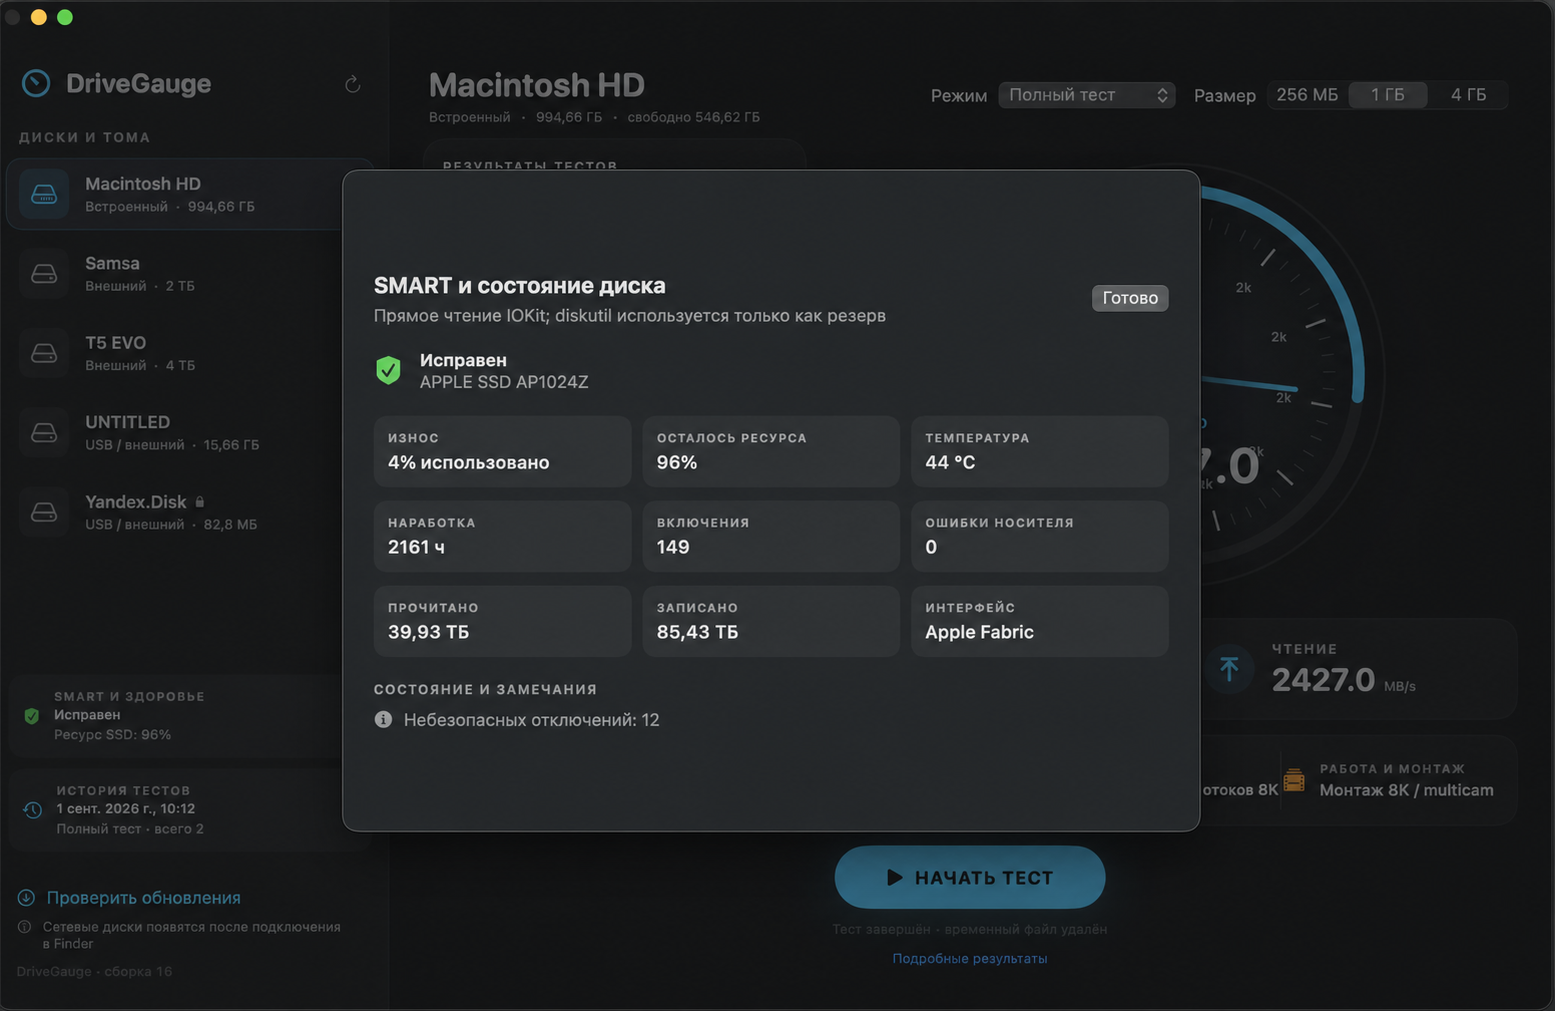 DriveGauge
ДИСКИ И ТОМА
Macintosh HD
Встроенный · 994,66 ГБ
Samsa
Внешний · 2 ТБ
T5 EVO
Внешний · 4 ТБ
UNTITLED
USB / внешний · 15,66 ГБ
Yandex.Disk
USB / внешний · 82,8 МБ
SMART И ЗДОРОВЬЕ
Исправен
Ресурс SSD: 96%
ИСТОРИЯ ТЕСТОВ
1 сент. 2026 г., 10:12
Полный тест · всего 2
Проверить обновления
Сетевые диски появятся после подключения
в Finder
DriveGauge · сборка 16
Macintosh HD
Встроенный · 994,66 ГБ · свободно 546,62 ГБ
Режим Полный тест Размер 256 МБ 1 ГБ 4 ГБ
РЕЗУЛЬТАТЫ ТЕСТОВ
SMART и состояние диска
Прямое чтение IOKit; diskutil используется только как резерв
Готово
Исправен
APPLE SSD AP1024Z
ИЗНОС
4% использовано
ОСТАЛОСЬ РЕСУРСА
96%
ТЕМПЕРАТУРА
44 °C
НАРАБОТКА
2161 ч
ВКЛЮЧЕНИЯ
149
ОШИБКИ НОСИТЕЛЯ
0
ПРОЧИТАНО
39,93 ТБ
ЗАПИСАНО
85,43 ТБ
ИНТЕРФЕЙС
Apple Fabric
СОСТОЯНИЕ И ЗАМЕЧАНИЯ
Небезопасных отключений: 12
2k
2k
2k
7.0
ЧТЕНИЕ
2427.0 MB/s
отоков 8K
РАБОТА И МОНТАЖ
Монтаж 8K / multicam
НАЧАТЬ ТЕСТ
Тест завершён · временный файл удалён
Подробные результаты